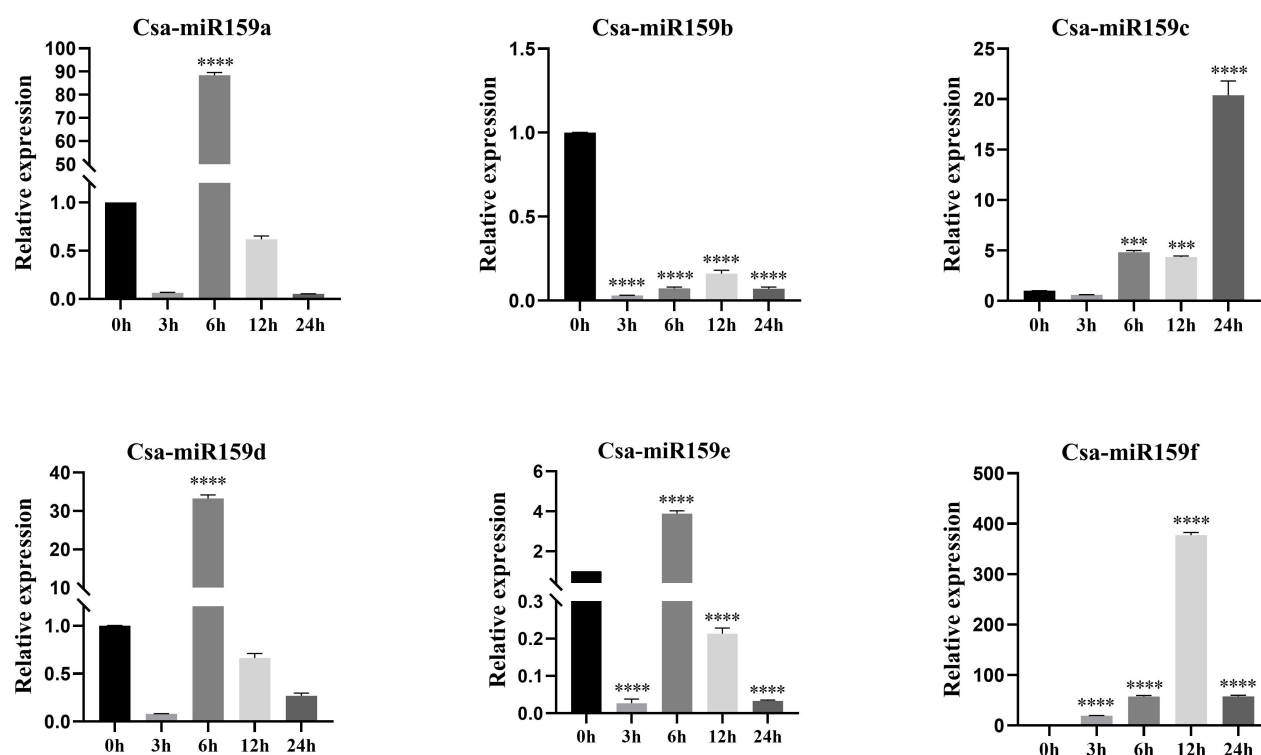 Csa-miR159a
Relative expression
100
90
80
70
60
50
1.0
0.5
0.0
****
0h 3h 6h 12h 24h
Csa-miR159b
Relative expression
1.5
1.0
0.5
0.0
**** **** **** ****
0h 3h 6h 12h 24h
Csa-miR159c
Relative expression
25
20
15
10
5
0
*** *** ****
0h 3h 6h 12h 24h
Csa-miR159d
Relative expression
40
30
20
10
1.0
0.5
0.0
****
0h 3h 6h 12h 24h
Csa-miR159e
Relative expression
6
4
2
0.3
0.2
0.1
0.0
**** **** **** ****
0h 3h 6h 12h 24h
Csa-miR159f
Relative expression
500
400
300
200
100
0
**** **** **** ****
0h 3h 6h 12h 24h